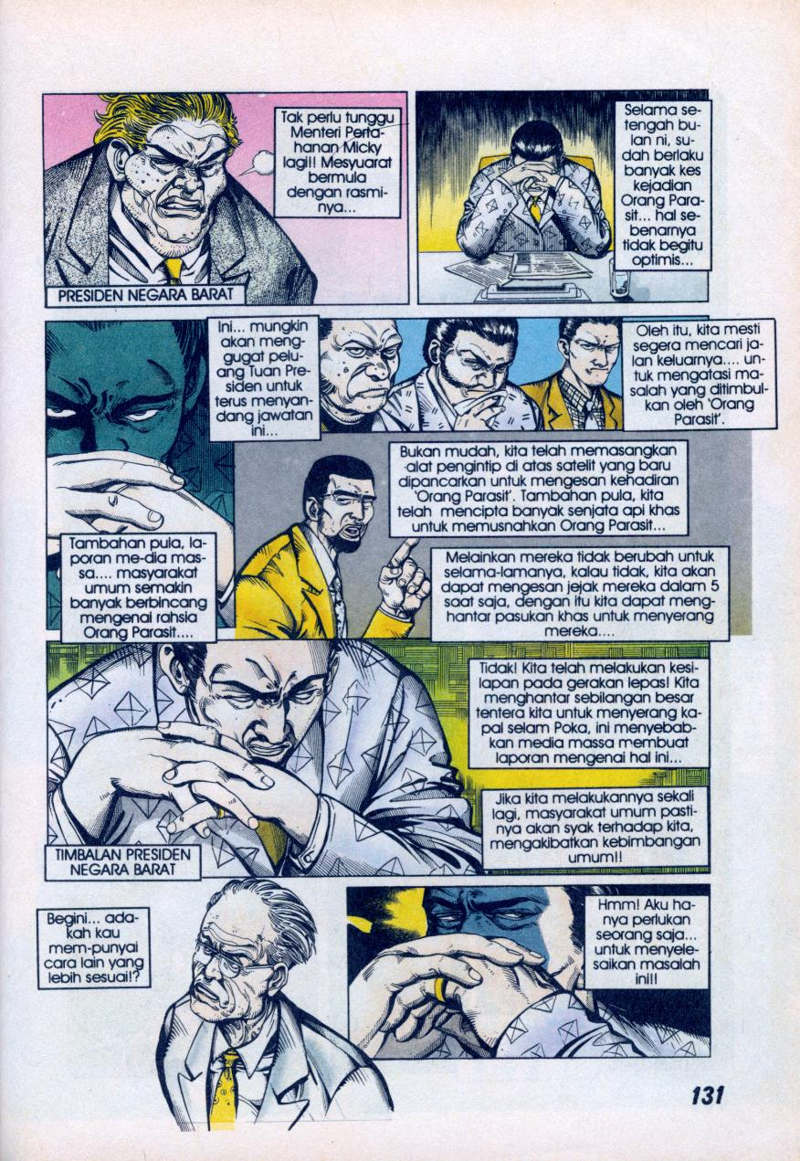 Tak perlu tunggu
Menteri Perta-
hanan Micky
lagi!! Mesyuarat
bermula
dengan rasmi-
nya...
PRESIDEN NEGARA BARAT
Selama se-
tengah bu-
lan ni, su-
dah berlaku
banyak kes
kejadian
Orang Para-
sit... hal se-
benarnya
tidak begitu
optimis...
Ini... mungkin
akan meng-
gugat pelu-
ang Tuan Pre-
siden untuk
terus menyan-
dang jawatan
ini...
Oleh itu, kita mesti
segera mencari ja-
lan keluarnya.... un-
tuk mengatasi ma-
salah yang ditimbul-
kan oleh 'Orang
Parasit'.
Tambahan pula, la-
poran me-dia mas-
sa.... masyarakat
umum semakin
banyak berbincang
mengenai rahsia
Orang Parasit....
Bukan mudah, kita telah memasangkan
alat pengintip di atas satelit yang baru
dipancarkan untuk mengesan kehadiran
'Orang Parasit'. Tambahan pula, kita
telah mencipta banyak senjata api khas
untuk memusnahkan Orang Parasit...
Melainkan mereka tidak berubah untuk
selama-lamanya, kalau tidak, kita akan
dapat mengesan jejak mereka dalam 5
saat saja, dengan itu kita dapat meng-
hantar pasukan khas untuk menyerang
mereka....
Tidak! Kita telah melakukan kesi-
lapan pada gerakan lepas! Kita
menghantar sebilangan besar
tentera kita untuk menyerang ka-
pal selam Poka, ini menyebab-
kan media massa membuat
laporan mengenai hal ini...
Jika kita melakukannya sekali
lagi, masyarakat umum pasti-
nya akan syak terhadap kita,
mengakibatkan kebimbangan
umum!!
TIMBALAN PRESIDEN
NEGARA BARAT
Begini... ada-
kah kau
mem-punyai
cara lain yang
lebih sesuai!?
Hmm! Aku ha-
nya perlukan
seorang saja...
untuk menyele-
saikan masalah
ini!!
131